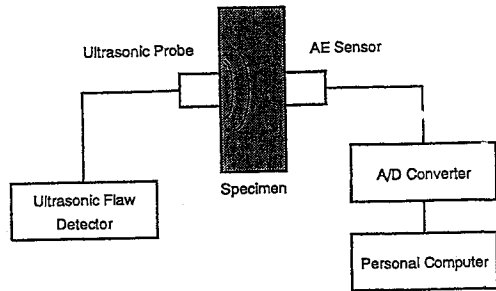 Ultrasonic Probe
AE Sensor
Specimen
Ultrasonic Flaw
Detector
A/D Converter
Personal Computer